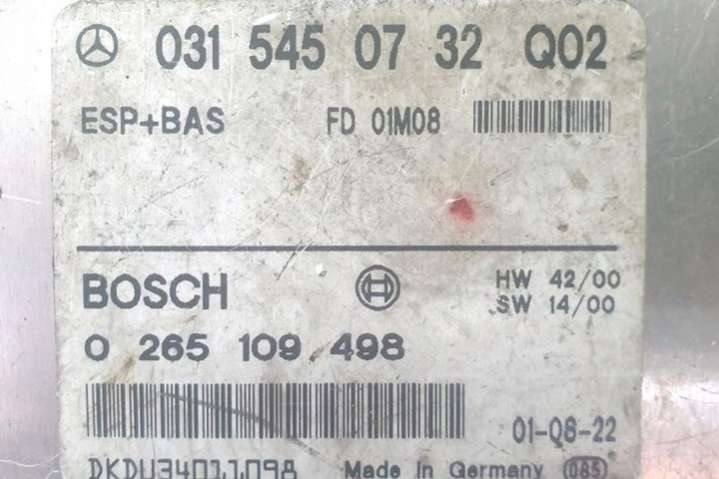 031 545 07 32 Q02
ESP+BAS FD 01M08
BOSCH HW 42/00
SW 14/00
0 265 109 498
01-Q8-22
DKDU34011098 Made in Germany 085